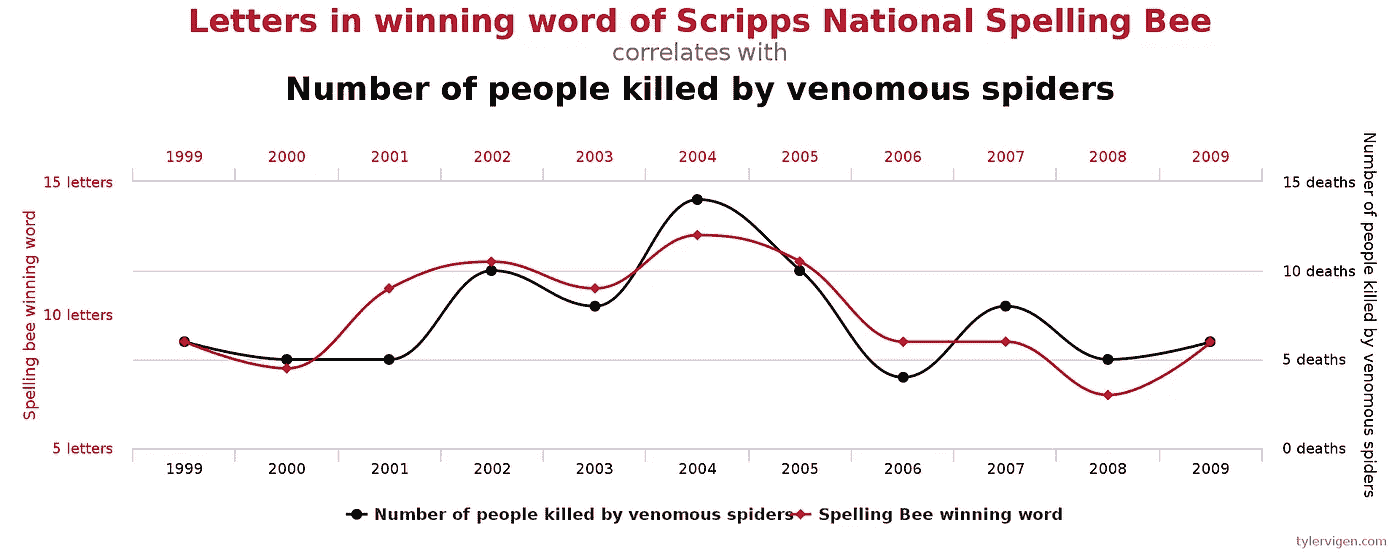 Letters in winning word of Scripps National Spelling Bee
correlates with
Number of people killed by venomous spiders
1999 2000 2001 2002 2003 2004 2005 2006 2007 2008 2009
15 letters
10 letters
5 letters
Spelling bee winning word
15 deaths
10 deaths
5 deaths
0 deaths
Number of people killed by venomous spiders
1999 2000 2001 2002 2003 2004 2005 2006 2007 2008 2009
Number of people killed by venomous spiders Spelling Bee winning word
tylervigen.com